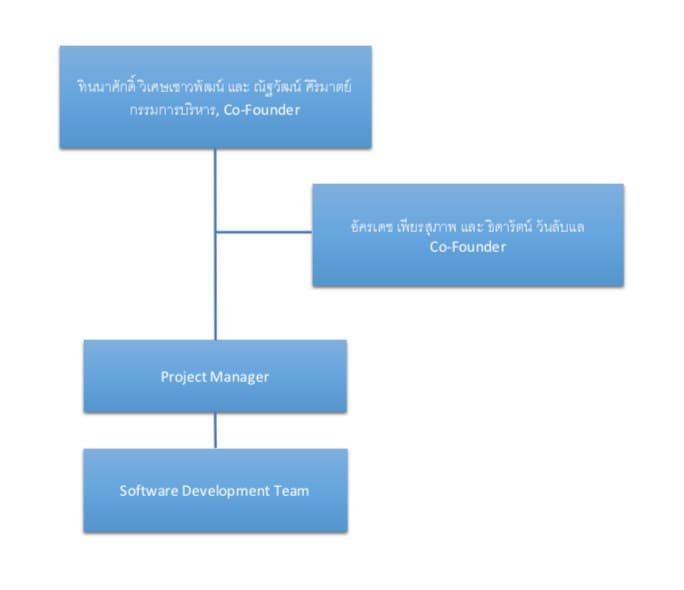 ทินนาศักดิ์ วิเศษเชาวพัฒน์ และ ณัฐวัฒน์ ศิริมาตย์
กรรมการบริหาร, Co-Founder
อัครเดช เพียรสุภาพ และ ธิดารัตน์ วันลับแล
Co-Founder
Project Manager
Software Development Team